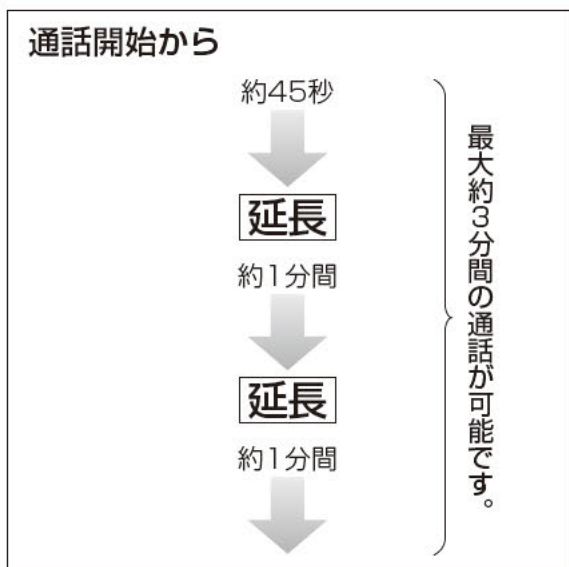 通話開始から
約45秒
延長
約1分間
延長
約1分間
最大約3分間の通話が可能です。